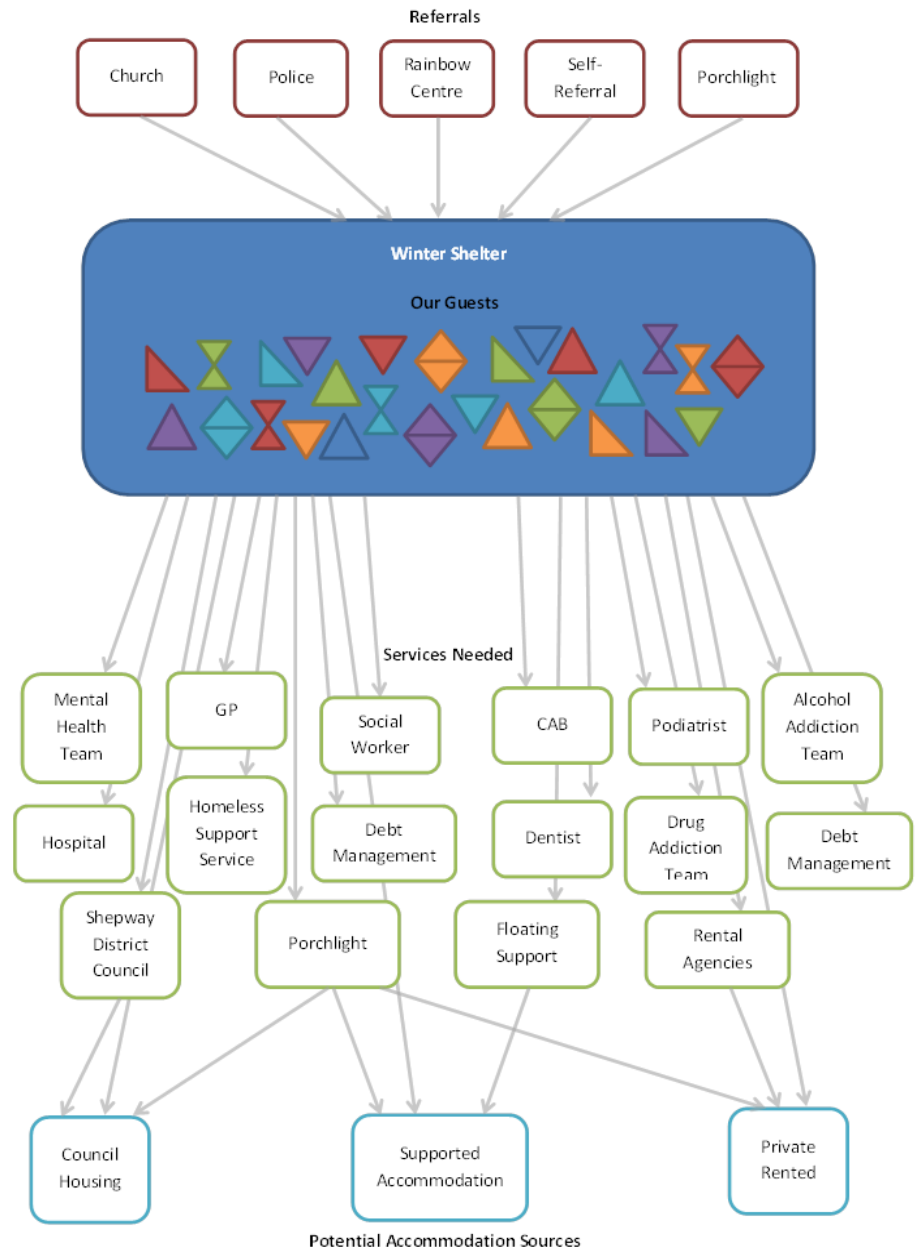 Referrals
Church
Police
Rainbow
Centre
Self-
Referral
Porchlight
Winter Shelter
Our Guests
Services Needed
Mental
Health
Team
GP
Social
Worker
CAB
Podiatrist
Alcohol
Addiction
Team
Hospital
Homeless
Support
Service
Debt
Management
Dentist
Drug
Addiction
Team
Debt
Management
Shepway
District
Council
Porchlight
Floating
Support
Rental
Agencies
Council
Housing
Supported
Accommodation
Private
Rented
Potential Accommodation Sources